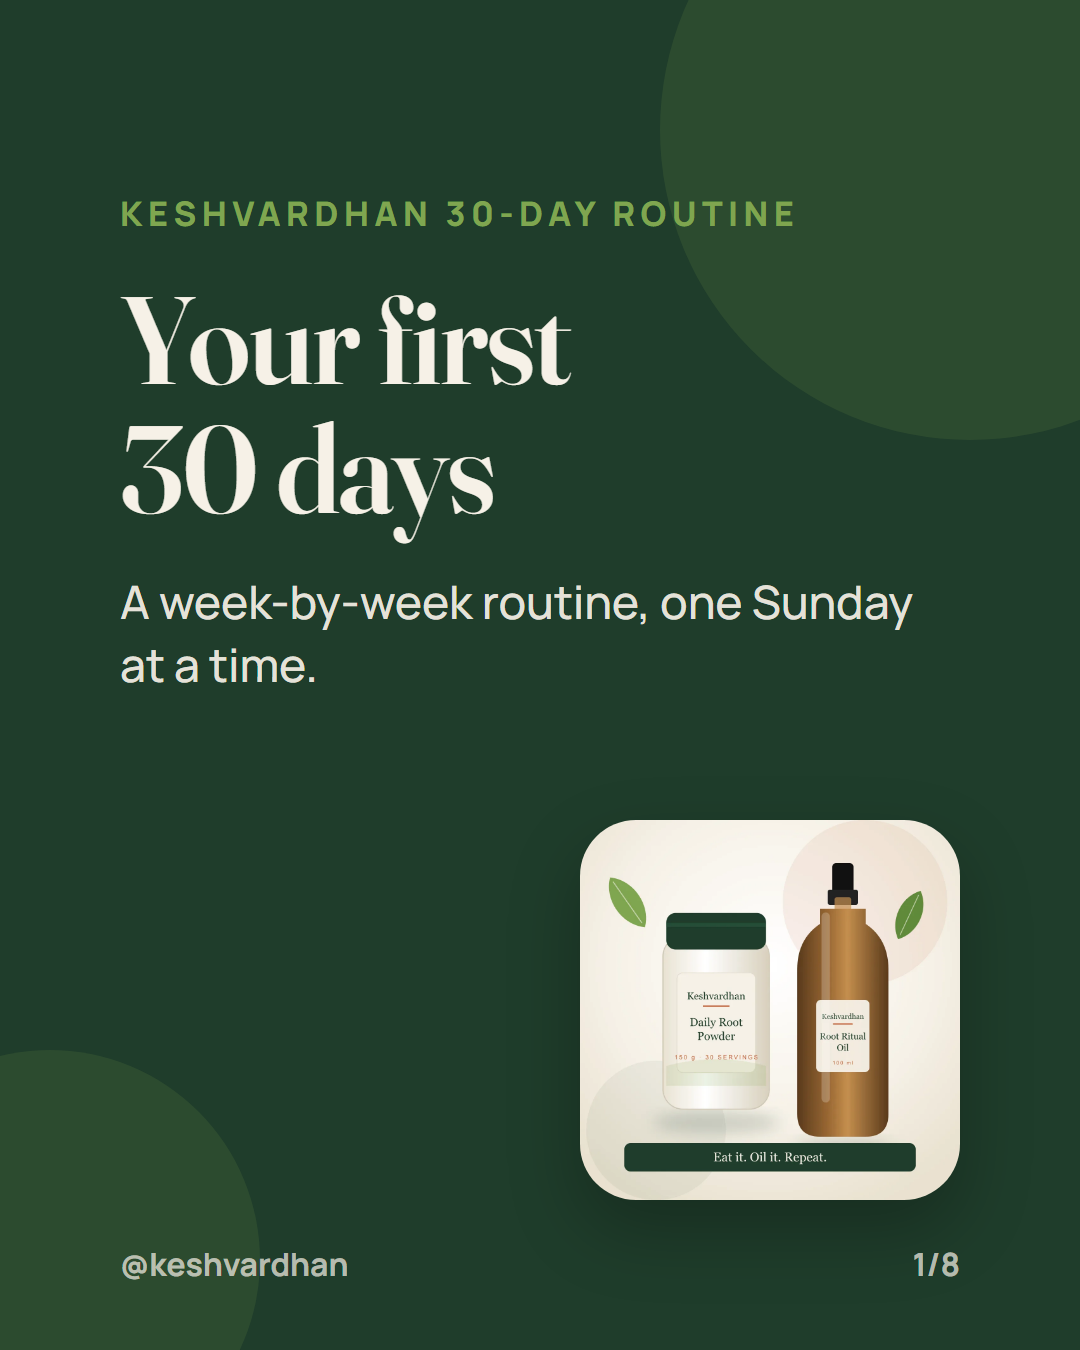 KESHVARDHAN 30-DAY ROUTINE
Your first
30 days
A week-by-week routine, one Sunday
at a time.
Keshvardhan
Daily Root
Powder
150 g 30 SERVINGS
Keshvardhan
Root Ritual
Oil
100 ml
Eat it. Oil it. Repeat.
@keshvardhan
1/8